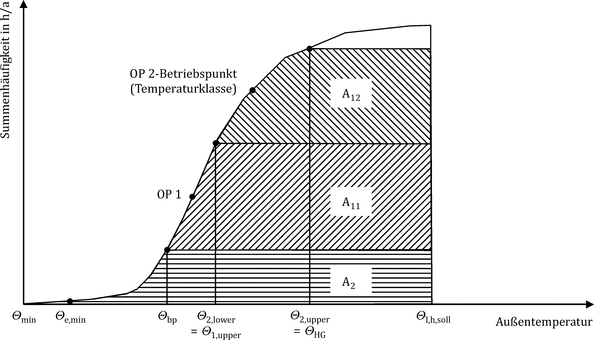 Summenhäufigkeit in h/a
OP 2-Betriebspunkt
(Temperaturklasse)
A12
OP 1
A11
A2
Θmin
Θe,min
Θbp
Θ2,lower
= Θ1,upper
Θ2,upper
= ΘHG
ΘI,h,soll
Außentemperatur